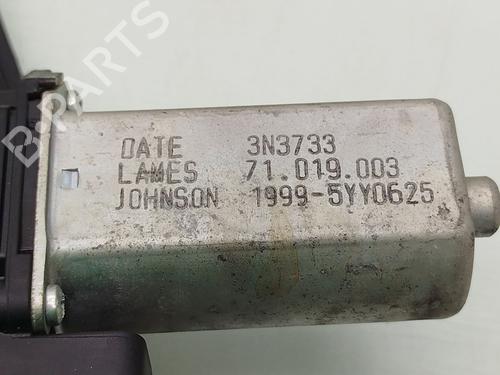 DATE 3N3733
LAMES 71.019.003
JOHNSON 1999-5YY0625
B-PARTS